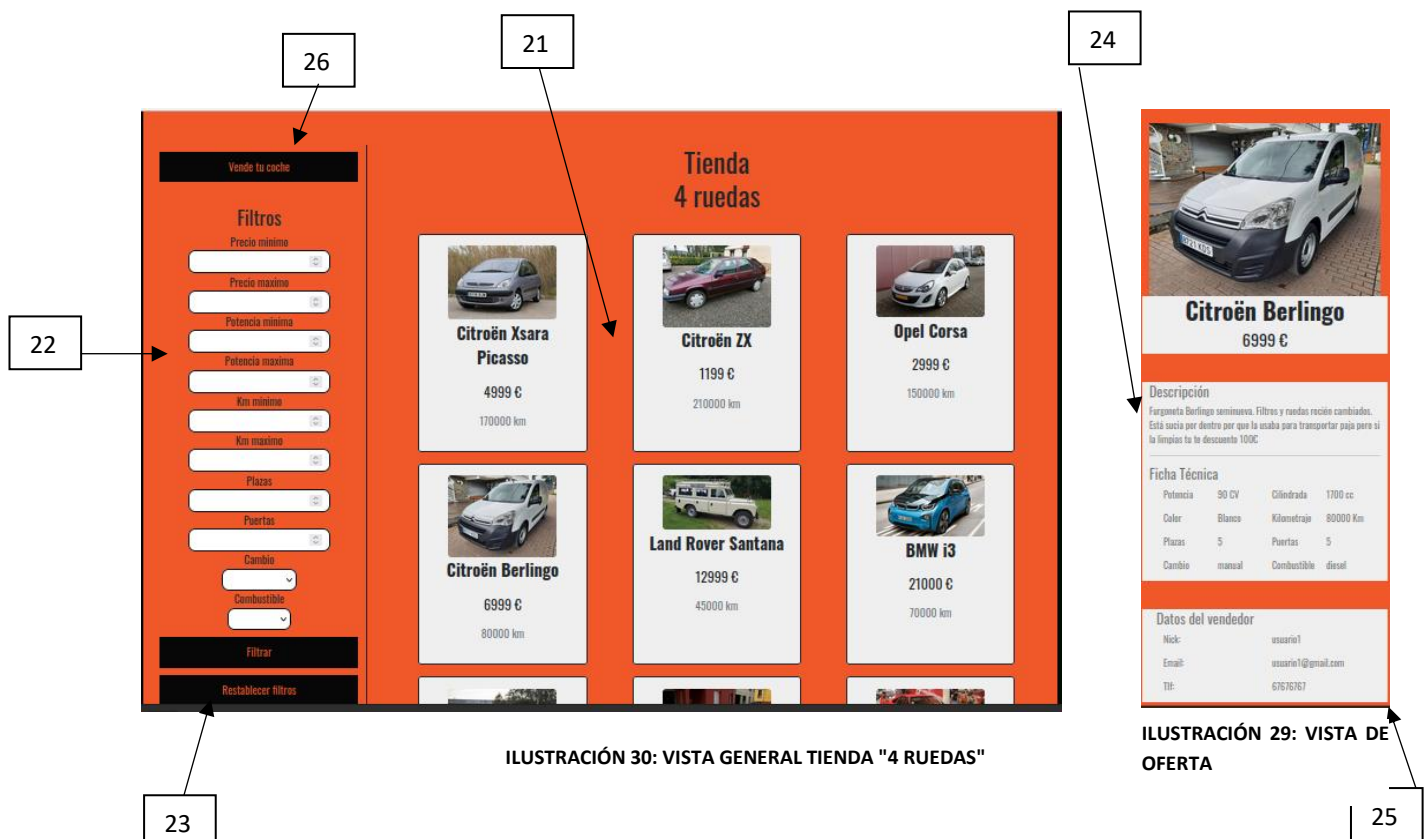 26
21
24
22
23
25
Vende tu coche
Filtros
Precio minimo
Precio maximo
Potencia minima
Potencia maxima
Km minimo
Km maximo
Plazas
Puertas
Cambio
Combustible
Filtrar
Restablecer filtros
Tienda
4 ruedas
Citroën Xsara
Picasso
4999 €
170000 km
Citroën ZX
1199 €
210000 km
Opel Corsa
2999 €
150000 km
Citroën Berlingo
6999 €
80000 km
Land Rover Santana
12999 €
45000 km
BMW i3
21000 €
70000 km
ILUSTRACIÓN 30: VISTA GENERAL TIENDA "4 RUEDAS"
Citroën Berlingo
6999 €
Descripción
Furgoneta Berlingo seminueva. Filtros y ruedas recién cambiados.
Está sucia por dentro por que la usaba para transportar paja pero si
la limpias tu te descuento 100€
Ficha Técnica
Potencia 90 CV Cilindrada 1700 cc
Color Blanco Kilometraje 80000 Km
Plazas 5 Puertas 5
Cambio manual Combustible diesel
Datos del vendedor
Nick: usuario1
Email: usuario1@gmail.com
Tlf: 67676767
ILUSTRACIÓN 29: VISTA DE
OFERTA